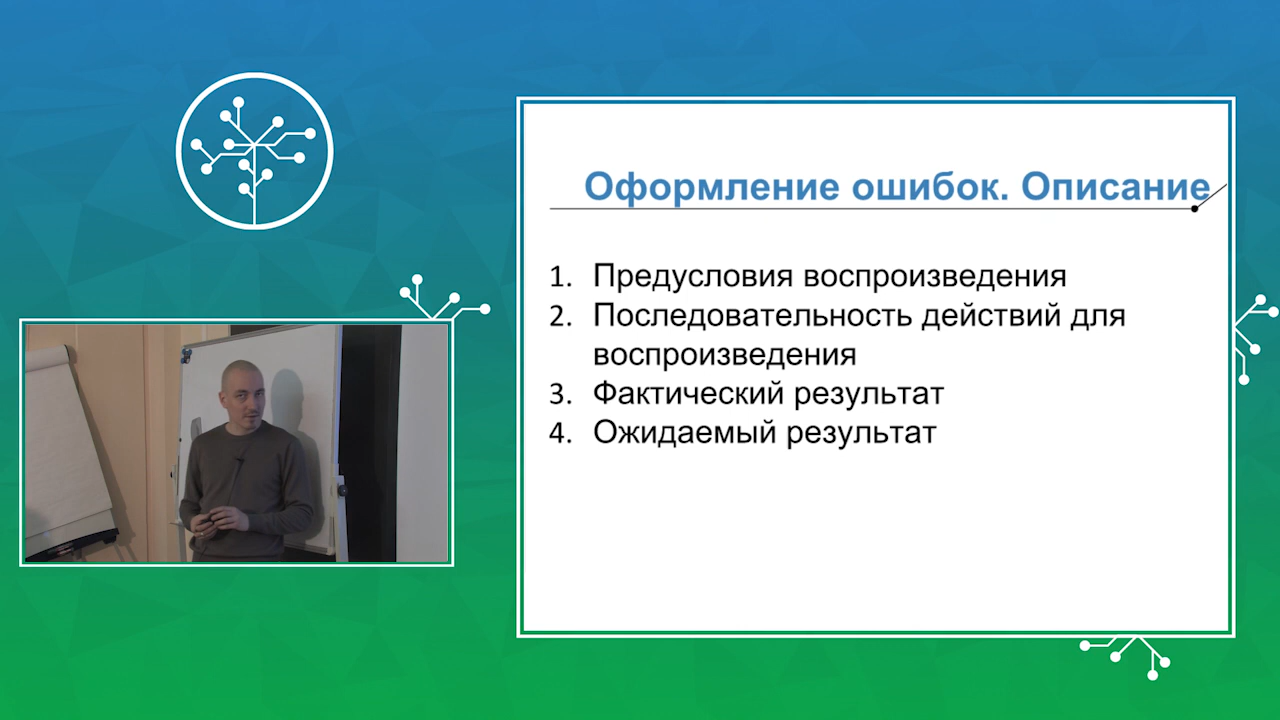 Оформление ошибок. Описание
1. Предусловия воспроизведения
2. Последовательность действий для
воспроизведения
3. Фактический результат
4. Ожидаемый результат